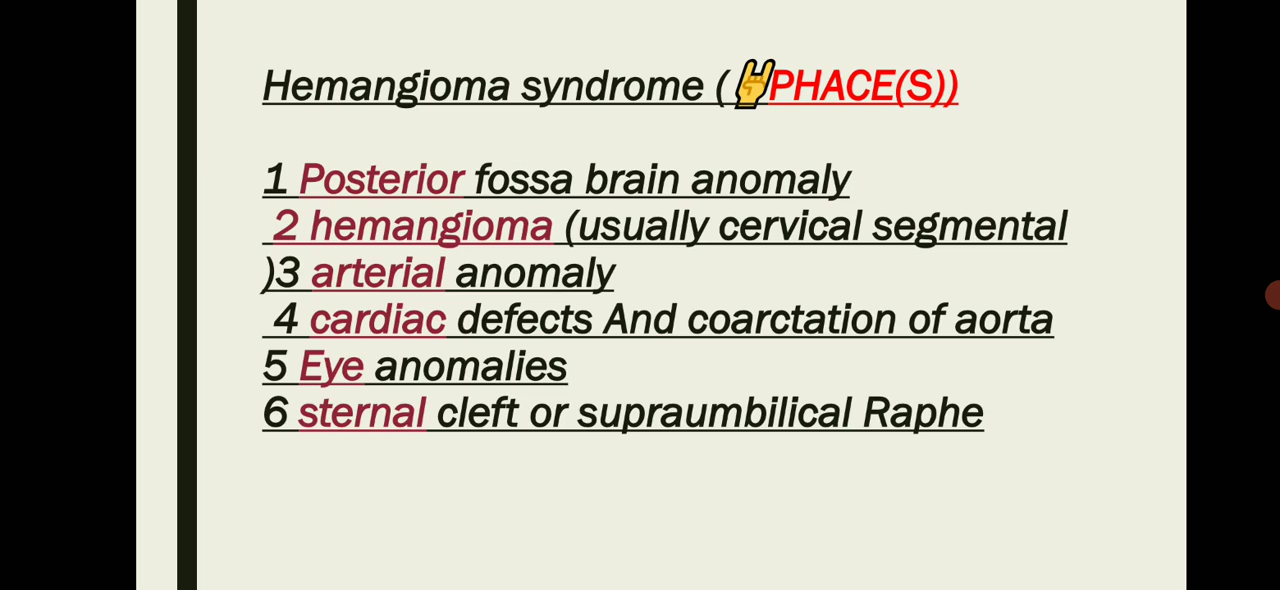 Hemangioma syndrome (🤘PHACE(S))
1 Posterior fossa brain anomaly
2 hemangioma (usually cervical segmental
)3 arterial anomaly
4 cardiac defects And coarctation of aorta
5 Eye anomalies
6 sternal cleft or supraumbilical Raphe